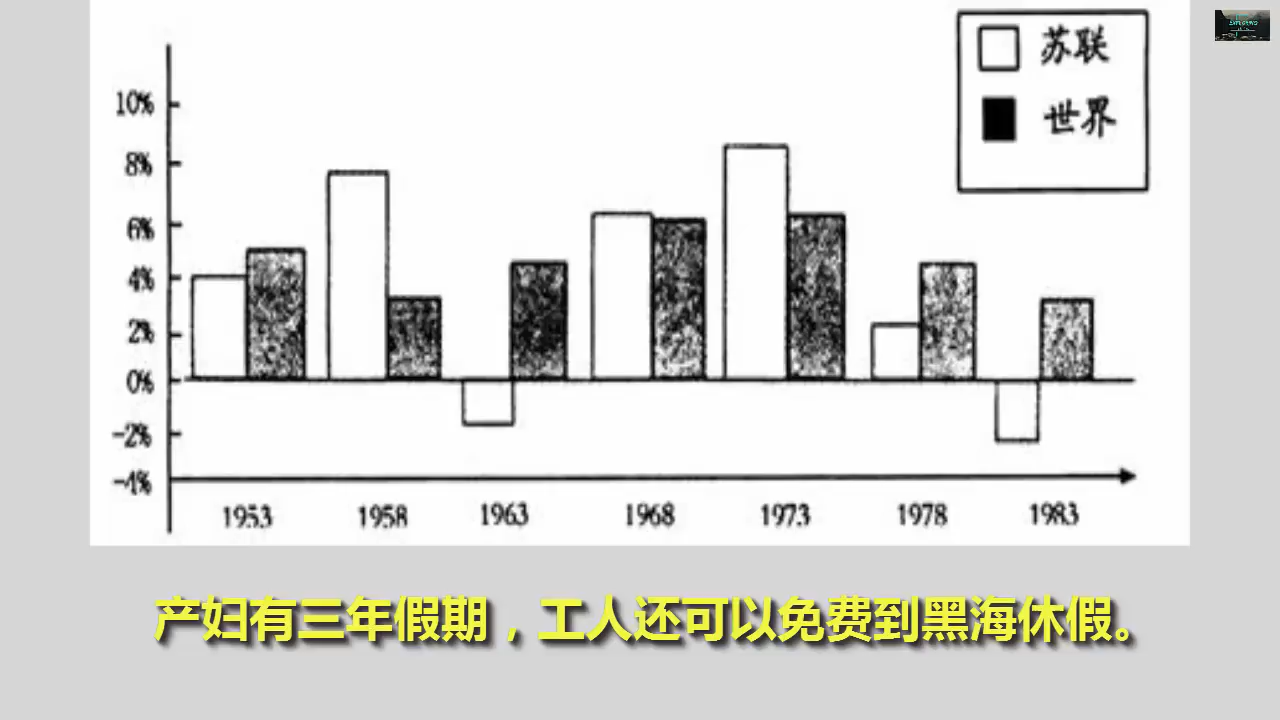 苏联
世界
10%
8%
6%
4%
2%
0%
-2%
-4%
1953 1958 1963 1968 1973 1978 1983
产妇有三年假期，工人还可以免费到黑海休假。